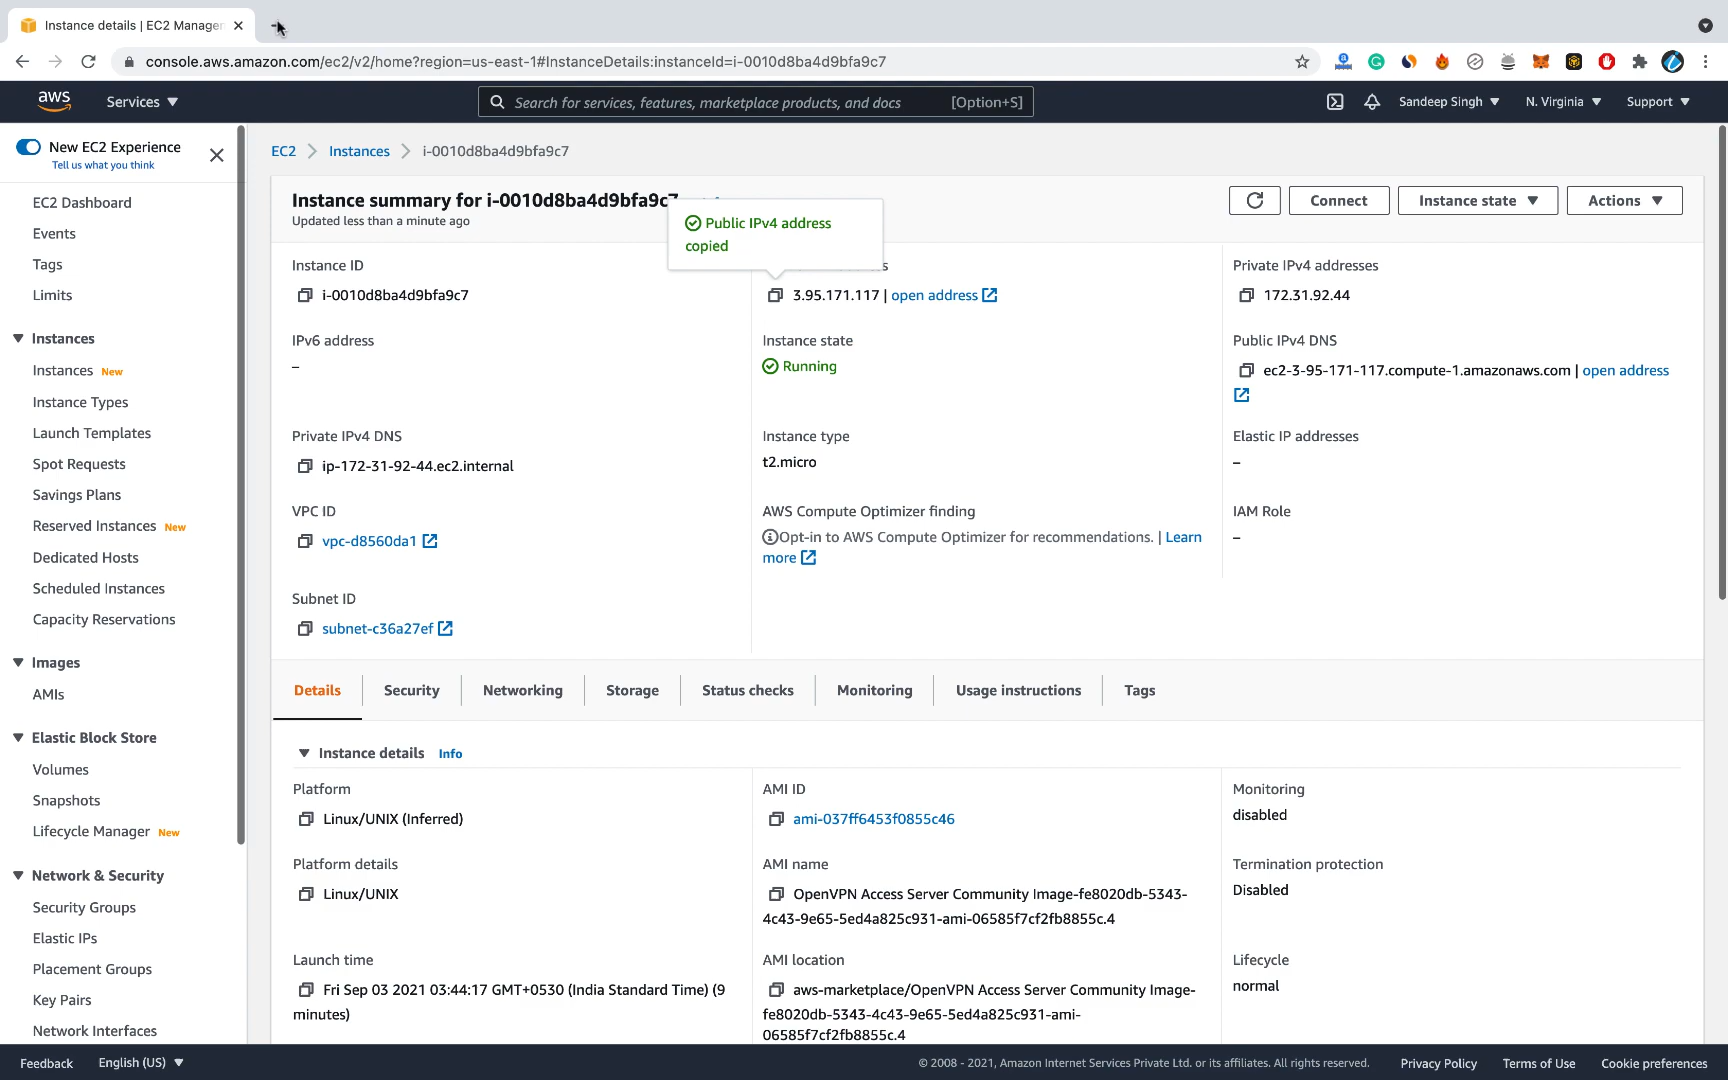 Instance details | EC2 Manager
console.aws.amazon.com/ec2/v2/home?region=us-east-1#InstanceDetails:instanceId=i-0010d8ba4d9bfa9c7
aws
Services
Search for services, features, marketplace products, and docs [Option+S]
Sandeep Singh
N. Virginia
Support
New EC2 Experience
Tell us what you think
EC2 Dashboard
Events
Tags
Limits
Instances
Instances New
Instance Types
Launch Templates
Spot Requests
Savings Plans
Reserved Instances New
Dedicated Hosts
Scheduled Instances
Capacity Reservations
Images
AMIs
Elastic Block Store
Volumes
Snapshots
Lifecycle Manager New
Network & Security
Security Groups
Elastic IPs
Placement Groups
Key Pairs
Network Interfaces
EC2 > Instances > i-0010d8ba4d9bfa9c7
Instance summary for i-0010d8ba4d9bfa9c7
Updated less than a minute ago
Connect
Instance state
Actions
Public IPv4 address
copied
Instance ID
i-0010d8ba4d9bfa9c7
3.95.171.117 | open address
Private IPv4 addresses
172.31.92.44
IPv6 address
–
Instance state
Running
Public IPv4 DNS
ec2-3-95-171-117.compute-1.amazonaws.com | open address
Private IPv4 DNS
ip-172-31-92-44.ec2.internal
Instance type
t2.micro
Elastic IP addresses
–
VPC ID
vpc-d8560da1
AWS Compute Optimizer finding
Opt-in to AWS Compute Optimizer for recommendations. | Learn
more
IAM Role
–
Subnet ID
subnet-c36a27ef
Details
Security
Networking
Storage
Status checks
Monitoring
Usage instructions
Tags
Instance details Info
Platform
Linux/UNIX (Inferred)
AMI ID
ami-037ff6453f0855c46
Monitoring
disabled
Platform details
Linux/UNIX
AMI name
OpenVPN Access Server Community Image-fe8020db-5343-
4c43-9e65-5ed4a825c931-ami-06585f7cf2fb8855c.4
Termination protection
Disabled
Launch time
Fri Sep 03 2021 03:44:17 GMT+0530 (India Standard Time) (9
minutes)
AMI location
aws-marketplace/OpenVPN Access Server Community Image-
fe8020db-5343-4c43-9e65-5ed4a825c931-ami-
06585f7cf2fb8855c.4
Lifecycle
normal
Feedback
English (US)
© 2008 - 2021, Amazon Internet Services Private Ltd. or its affiliates. All rights reserved.
Privacy Policy
Terms of Use
Cookie preferences